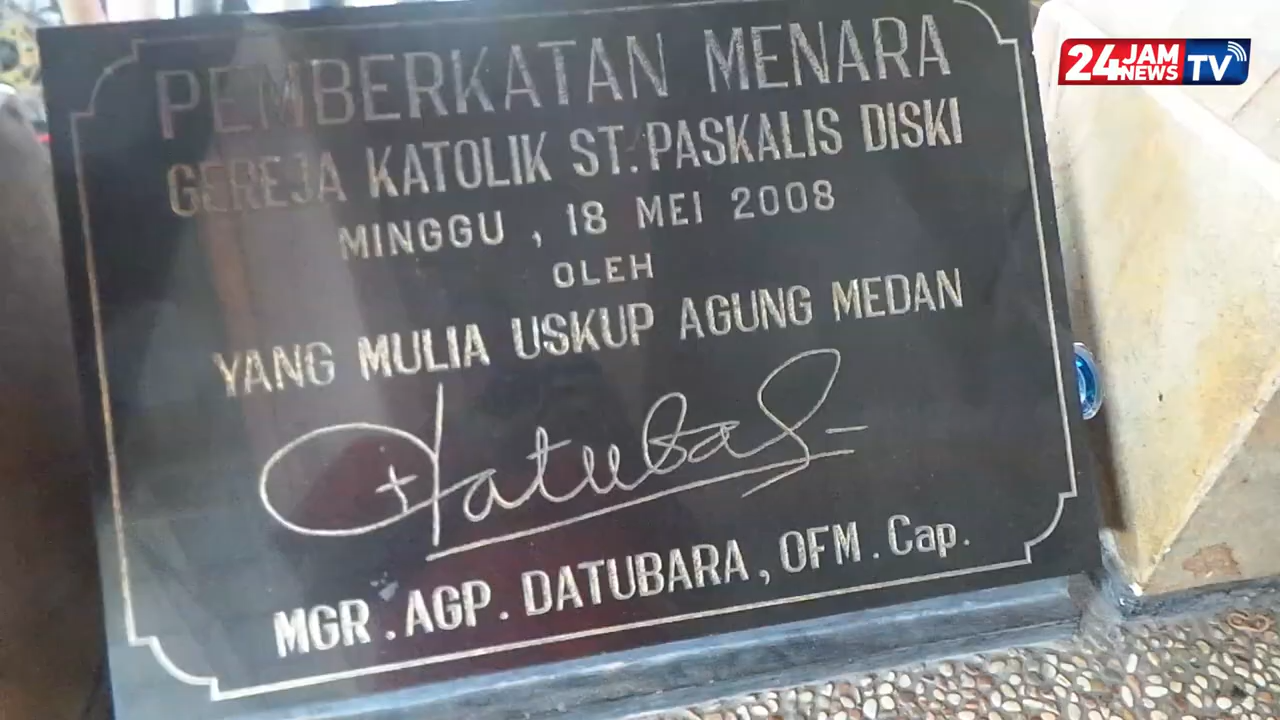 PEMBERKATAN MENARA
GEREJA KATOLIK ST. PASKALIS DISKI
MINGGU, 18 MEI 2008
OLEH
YANG MULIA USKUP AGUNG MEDAN
MGR. AGP. DATUBARA, OFM. Cap.
24 JAM NEWS TV